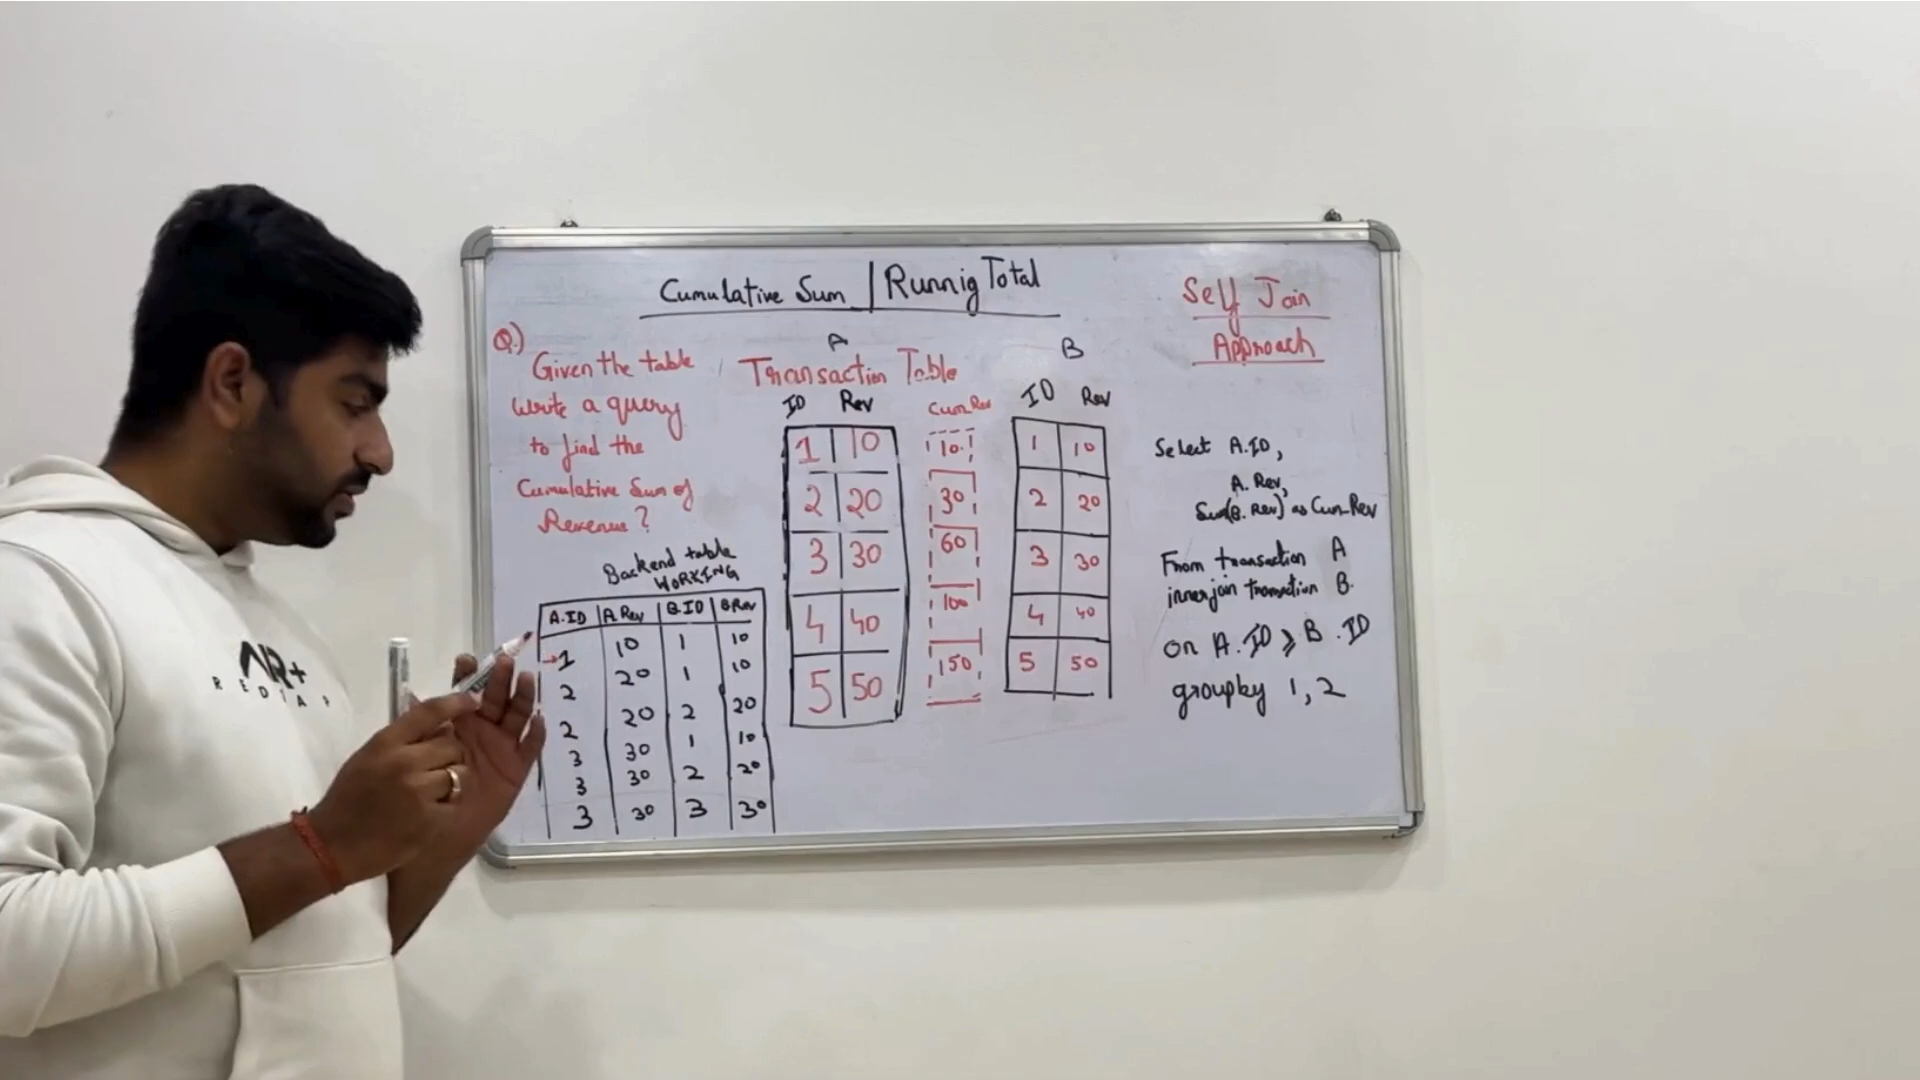 Cumulative Sum | Runnig Total
Self Join
Approach
Q.)
Given the table
write a query
to find the
Cumulative Sum of
Revenue?
A
Transaction Table
ID Rev
Cum Rev
1 10
10
2 20
30
3 30
60
4 40
100
5 50
150
B
ID Rev
1 10
2 20
3 30
4 40
5 50
Select A.ID,
A.Rev,
Sum(B.Rev) as Cum_Rev
From transaction A
inner join transaction B.
on A.ID ⩾ B.ID
group by 1, 2
Backend table
WORKING
A.ID A.Rev B.ID B.Rev
1 10 1 10
2 20 1 10
2 20 2 20
3 30 1 10
3 30 2 20
3 30 3 30